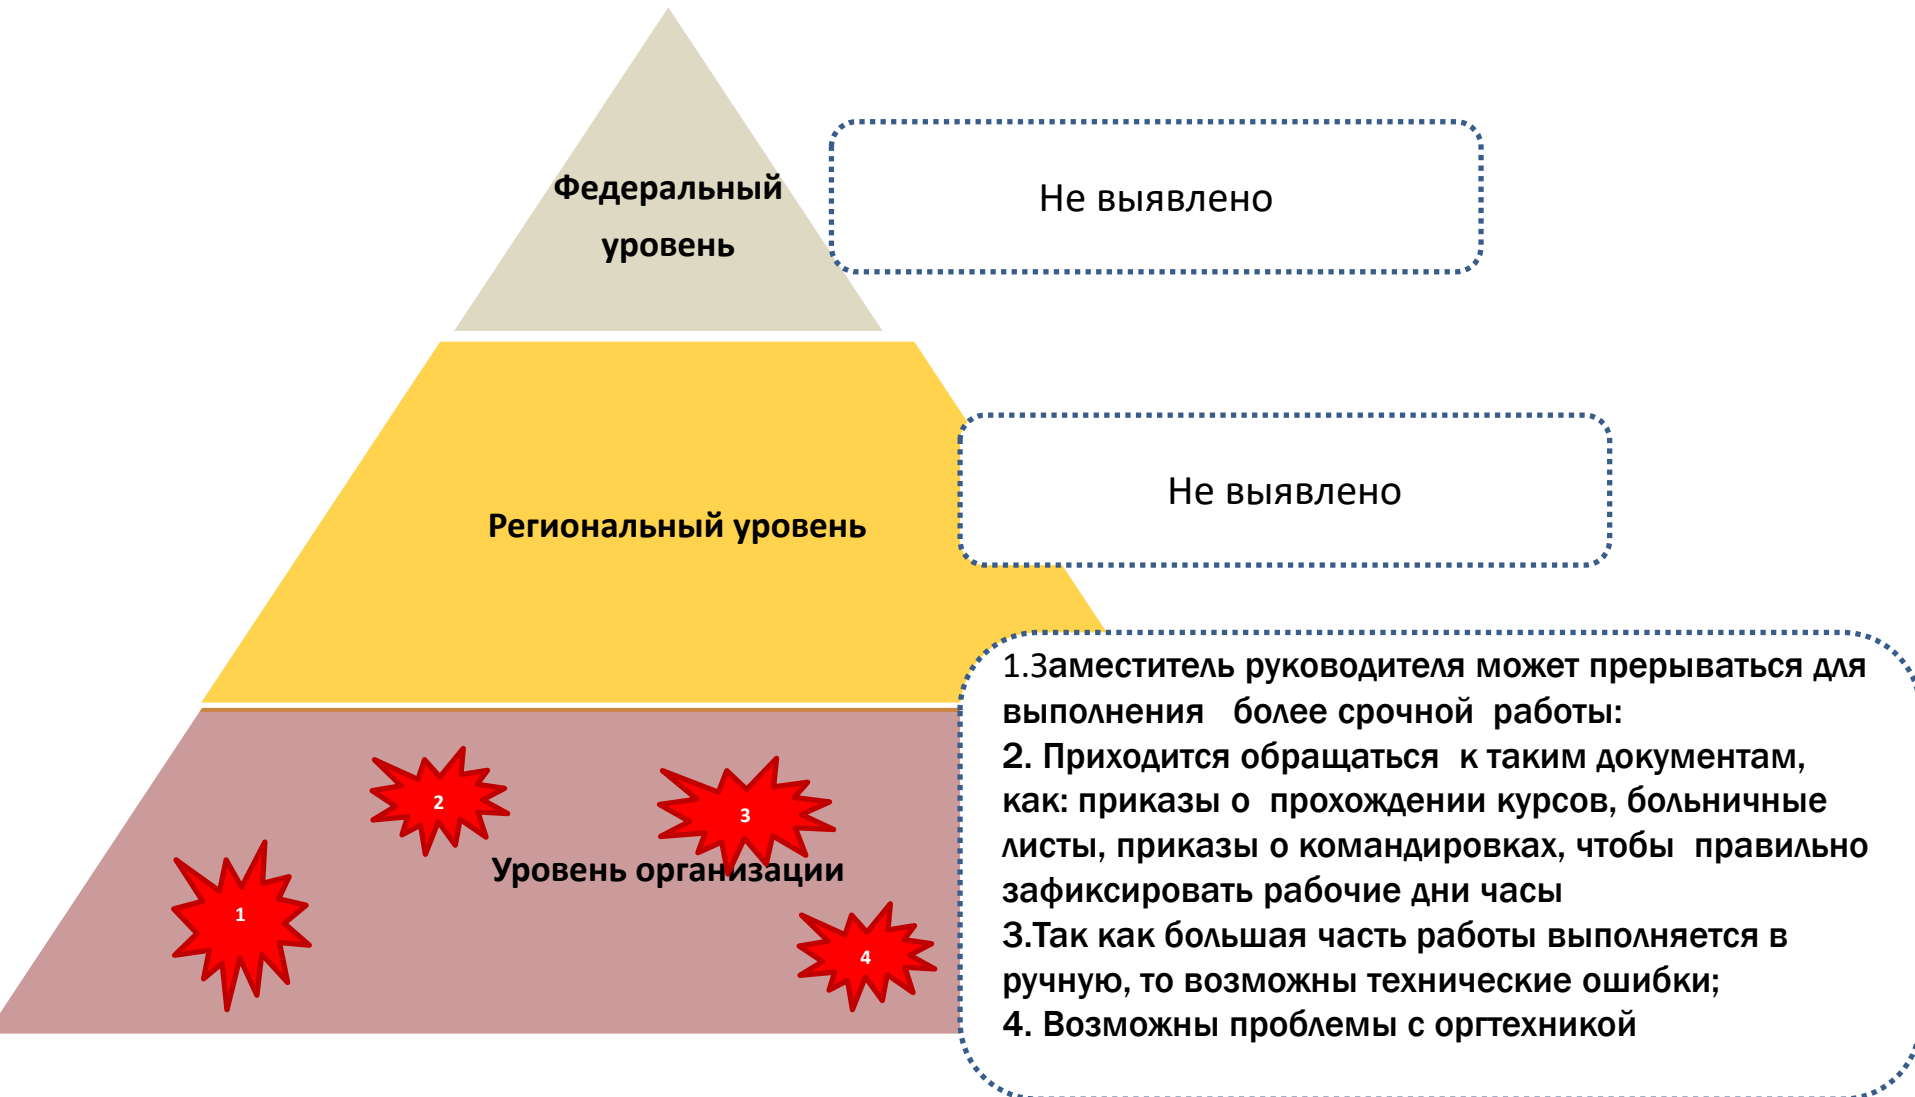 Федеральный
уровень
Не выявлено
Региональный уровень
Не выявлено
1.Заместитель руководителя может прерываться для
выполнения более срочной работы:
2. Приходится обращаться к таким документам,
как: приказы о прохождении курсов, больничные
листы, приказы о командировках, чтобы правильно
зафиксировать рабочие дни часы
3.Так как большая часть работы выполняется в
ручную, то возможны технические ошибки;
4. Возможны проблемы с оргтехникой
2
3
Уровень организации
1
4